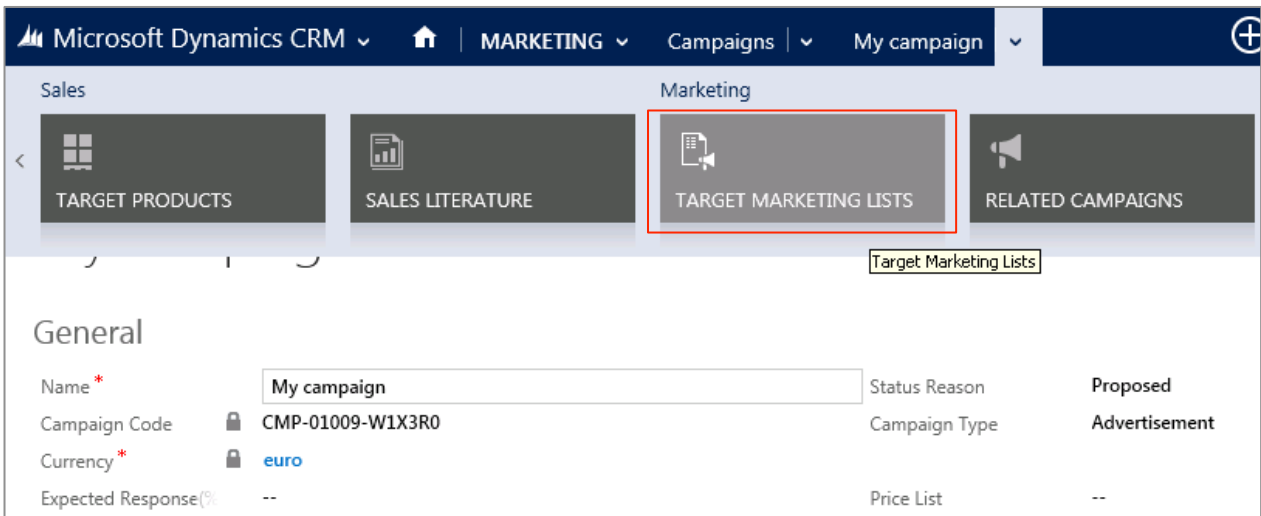 Microsoft Dynamics CRM MARKETING Campaigns My campaign
Sales Marketing
TARGET PRODUCTS SALES LITERATURE TARGET MARKETING LISTS RELATED CAMPAIGNS
Target Marketing Lists
General
Name* My campaign Status Reason Proposed
Campaign Code CMP-01009-W1X3R0 Campaign Type Advertisement
Currency* euro
Expected Response(% -- Price List --